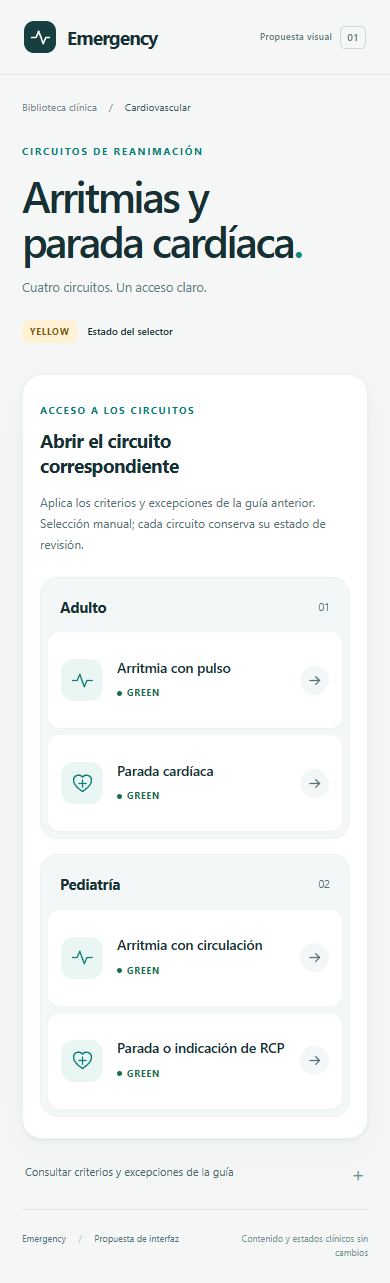 Emergency
Propuesta visual 01
Biblioteca clínica / Cardiovascular
CIRCUITOS DE REANIMACIÓN
Arritmias y
parada cardíaca.
Cuatro circuitos. Un acceso claro.
YELLOW Estado del selector
ACCESO A LOS CIRCUITOS
Abrir el circuito
correspondiente
Aplica los criterios y excepciones de la guía anterior.
Selección manual; cada circuito conserva su estado de
revisión.
Adulto 01
Arritmia con pulso
GREEN
Parada cardíaca
GREEN
Pediatría 02
Arritmia con circulación
GREEN
Parada o indicación de RCP
GREEN
Consultar criterios y excepciones de la guía +
Emergency / Propuesta de interfaz
Contenido y estados clínicos sin
cambios